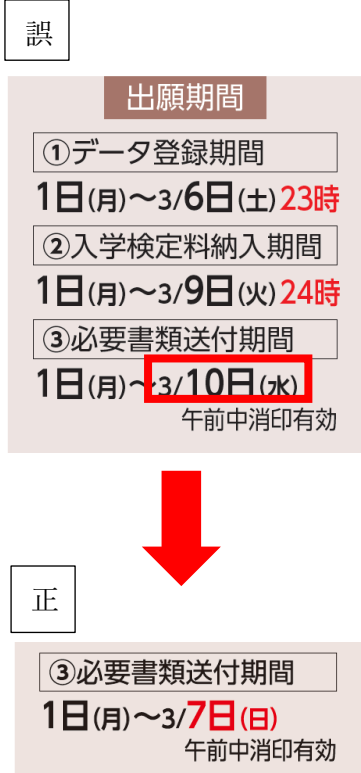 誤
出願期間
①データ登録期間
1日(月)～3/6日(土)23時
②入学検定料納入期間
1日(月)～3/9日(火)24時
③必要書類送付期間
1日(月)～3/10日(水)
午前中消印有効
正
③必要書類送付期間
1日(月)～3/7日(日)
午前中消印有効